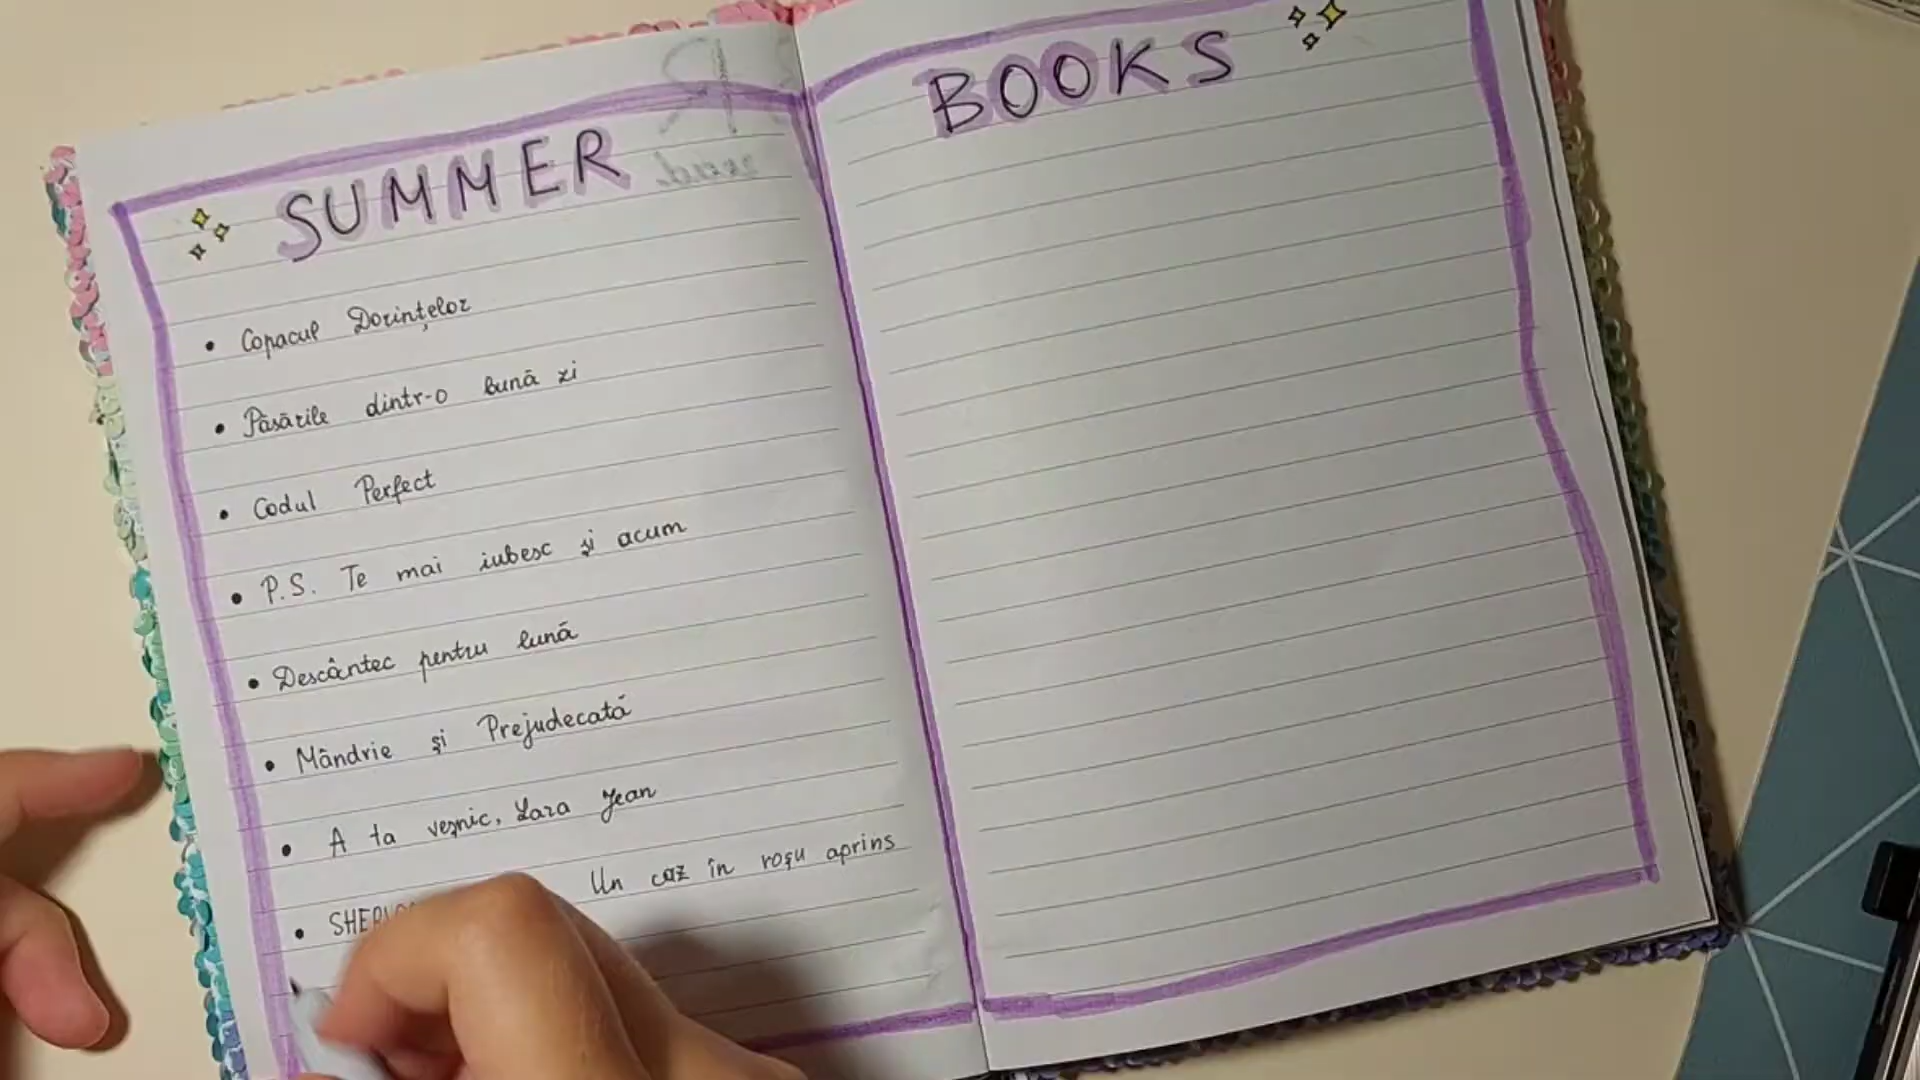 SUMMER BOOKS
• Copacul Dorințelor
• Păsările dintr-o bună zi
• Codul Perfect
• P.S. Te mai iubesc și acum
• Descântec pentru lună
• Mândrie și Prejudecată
• A ta veșnic, Lara Jean
• Un caz în roșu aprins